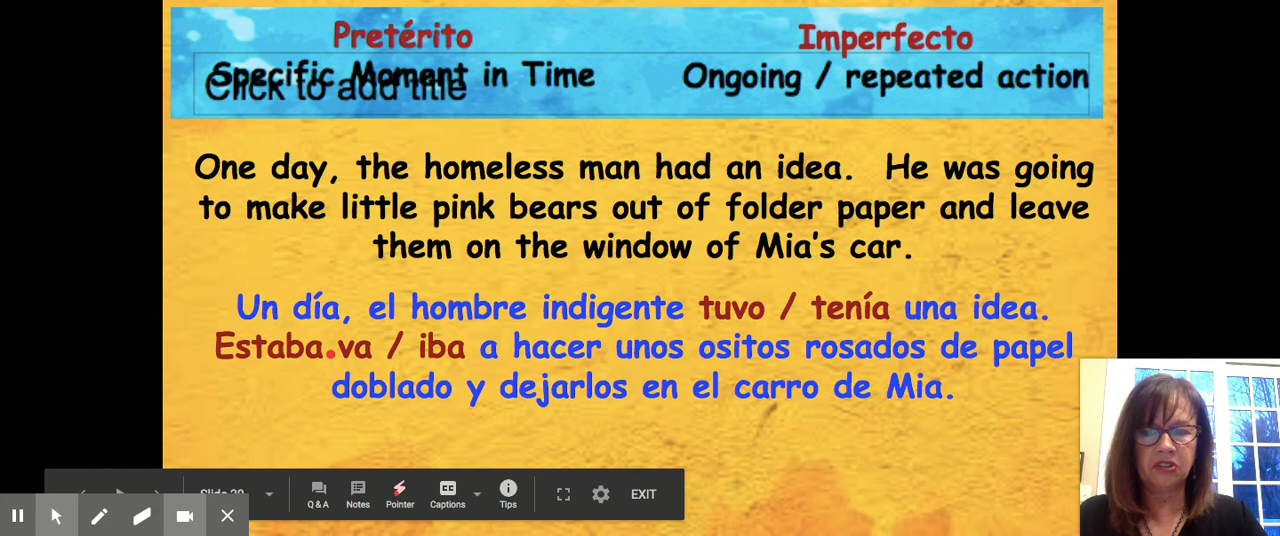 Pretérito
Imperfecto
Specific Moment in Time
Click to add title
Ongoing / repeated action
One day, the homeless man had an idea. He was going
to make little pink bears out of folder paper and leave
them on the window of Mia's car.
Un día, el hombre indigente tuvo / tenía una idea.
Estaba va / iba a hacer unos ositos rosados de papel
doblado y dejarlos en el carro de Mia.
Slide
Q & A
Notes
Pointer
CC
Captions
Tips
EXIT